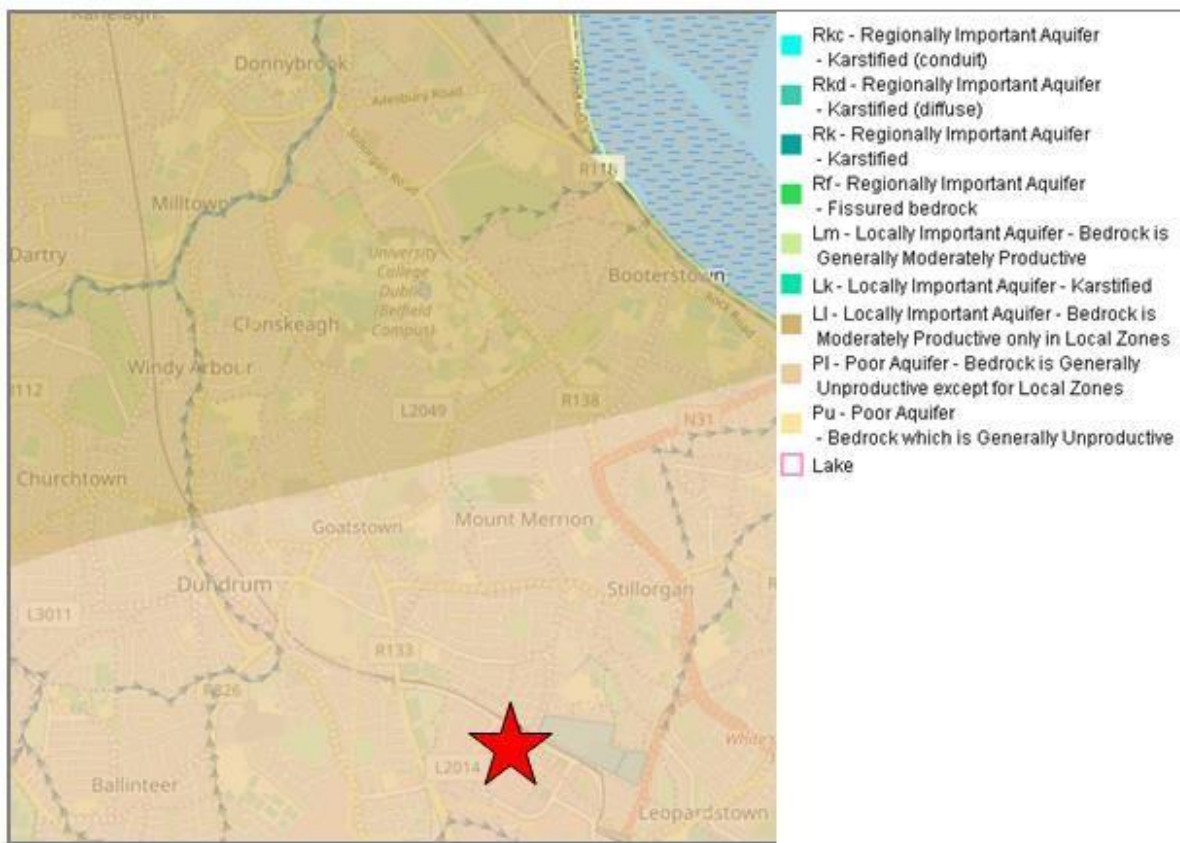 Ranelagh
Donnybrook
Ailesbury Road
Stillorgan Road
R118
Milltown
Dartry
University
College
Dublin
(Belfield
Campus)
Booterstown
Rock Road
Clonskeagh
Windy Arbour
R112
L2049
R138
N31
Churchtown
Goatstown
Mount Merrion
Dundrum
Stillorgan
L3011
R133
R826
L2014
Ballinteer
Leopardstown
Rkc - Regionally Important Aquifer
- Karstified (conduit)
Rkd - Regionally Important Aquifer
- Karstified (diffuse)
Rk - Regionally Important Aquifer
- Karstified
Rf - Regionally Important Aquifer
- Fissured bedrock
Lm - Locally Important Aquifer - Bedrock is
Generally Moderately Productive
Lk - Locally Important Aquifer - Karstified
Ll - Locally Important Aquifer - Bedrock is
Moderately Productive only in Local Zones
Pl - Poor Aquifer - Bedrock is Generally
Unproductive except for Local Zones
Pu - Poor Aquifer
- Bedrock which is Generally Unproductive
Lake